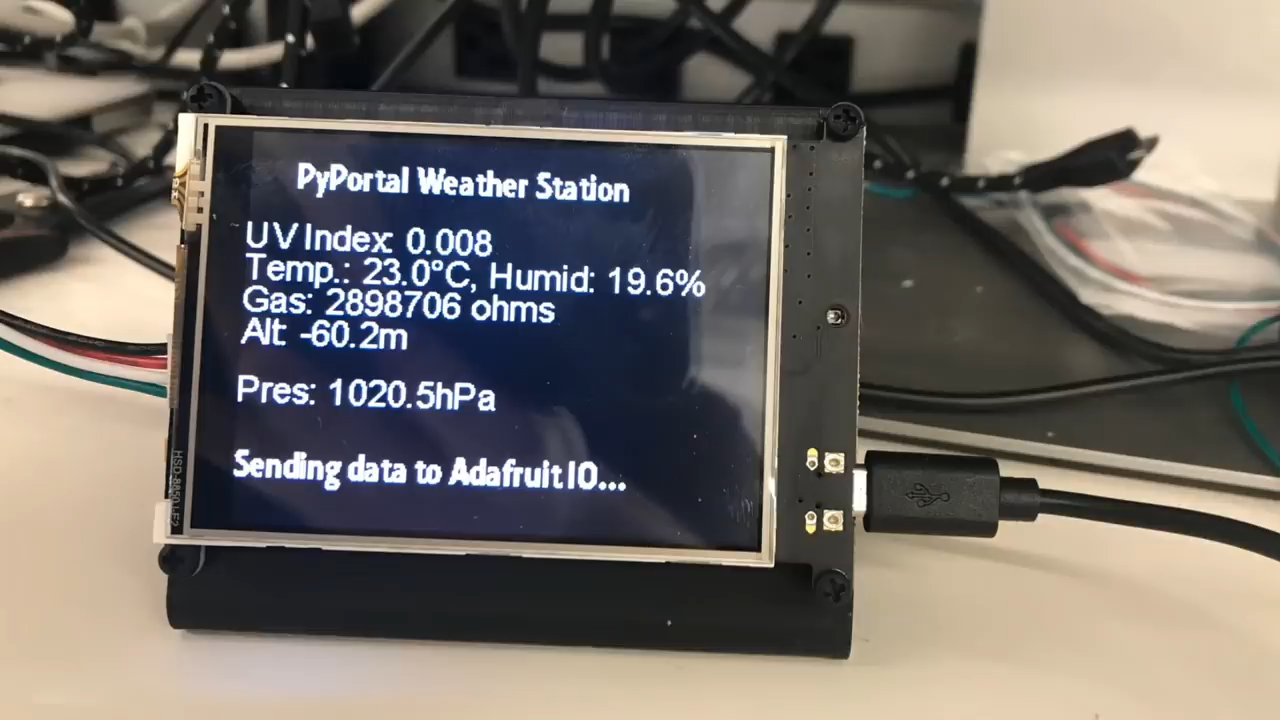 PyPortal Weather Station
UV Index: 0.008
Temp.: 23.0°C, Humid: 19.6%
Gas: 2898706 ohms
Alt: -60.2m
Pres: 1020.5hPa
Sending data to Adafruit IO...